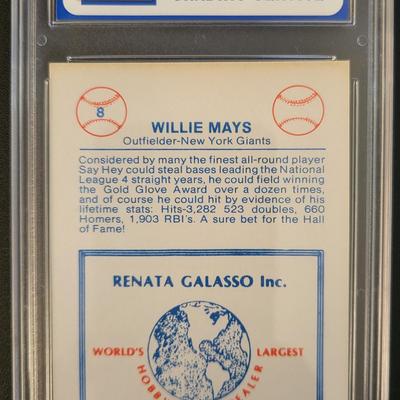 8
WILLIE MAYS
Outfielder-New York Giants
Considered by many the finest all-round player
Say Hey could steal bases leading the National
League 4 straight years, he could field winning
the Gold Glove Award over a dozen times,
and of course he could hit by evidence of his
lifetime stats: Hits-3,282 523 doubles, 660
Homers, 1,903 RBI's. A sure bet for the Hall
of Fame!
RENATA GALASSO Inc.
WORLD'S LARGEST